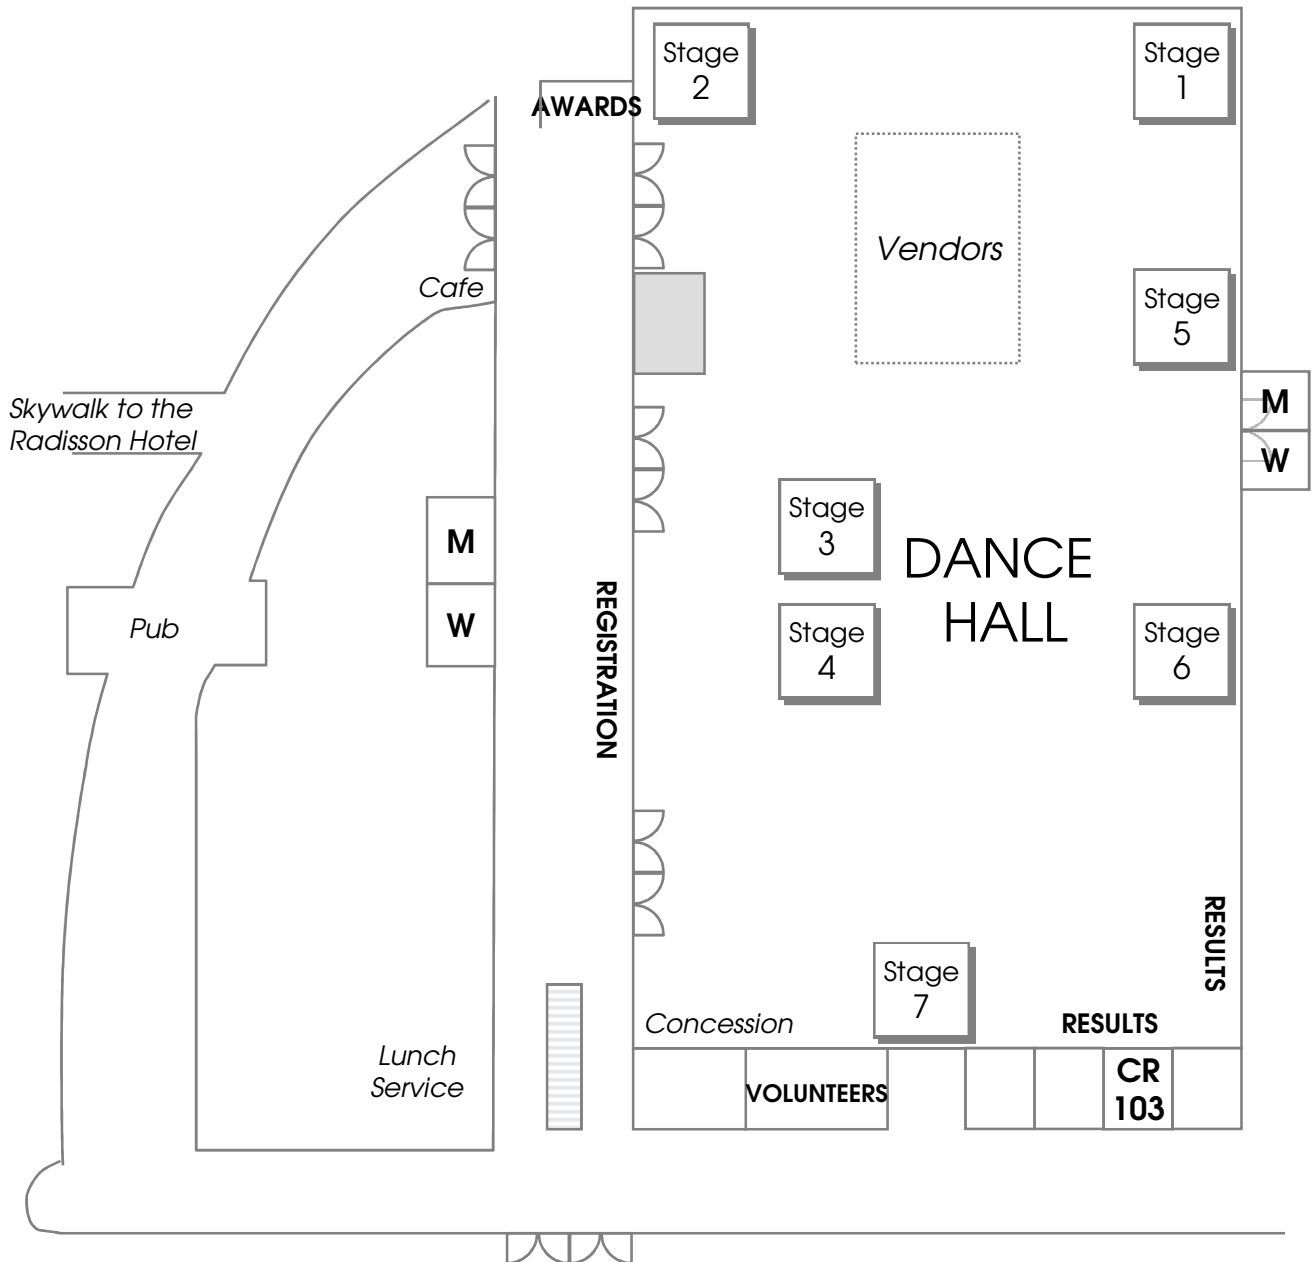 Stage
2
Stage
1
AWARDS
Vendors
Cafe
Stage
5
Skywalk to the
Radisson Hotel
M
W
Stage
3
DANCE
HALL
M
W
REGISTRATION
Pub
Stage
4
Stage
6
RESULTS
Stage
7
Concession
RESULTS
Lunch
Service
VOLUNTEERS
CR
103